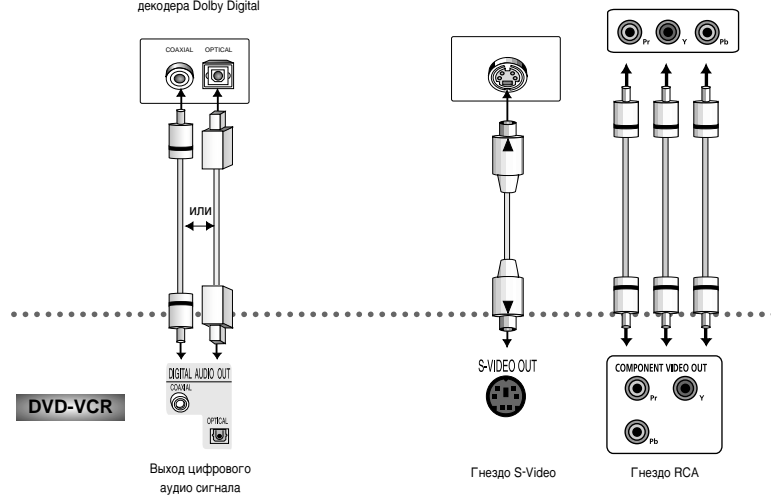 декодера Dolby Digital
COAXIAL OPTICAL
Pr Y Pb
ИЛИ
DIGITAL AUDIO OUT
COAXIAL
OPTICAL
S-VIDEO OUT
COMPONENT VIDEO OUT
Pr Y
Pb
DVD-VCR
Выход цифрового
аудио сигнала
Гнездо S-Video
Гнездо RCA